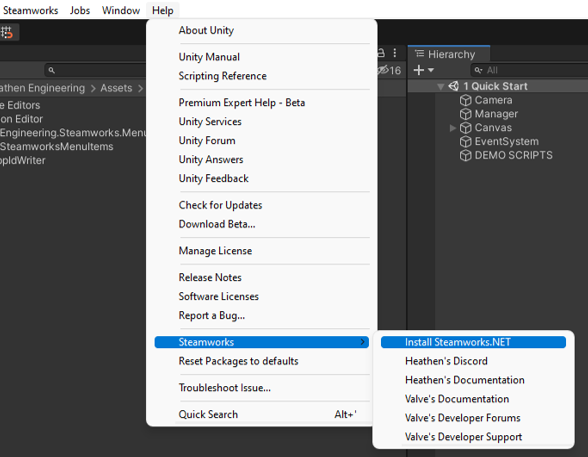 Steamworks Jobs Window Help
About Unity
Unity Manual
Scripting Reference
Premium Expert Help - Beta
Unity Services
Unity Forum
Unity Answers
Unity Feedback
Check for Updates
Download Beta...
Manage License
Release Notes
Software Licenses
Report a Bug...
Steamworks
Reset Packages to defaults
Troubleshoot Issue...
Quick Search Alt+'
Install Steamworks.NET
Heathen's Discord
Heathen's Documentation
Valve's Documentation
Valve's Developer Forums
Valve's Developer Support
athen Engineering > Assets >
e Editors
on Editor
Engineering.Steamworks.Menu
SteamworksMenuItems
ppIdWriter
16
Hierarchy
All
1 Quick Start
Camera
Manager
Canvas
EventSystem
DEMO SCRIPTS